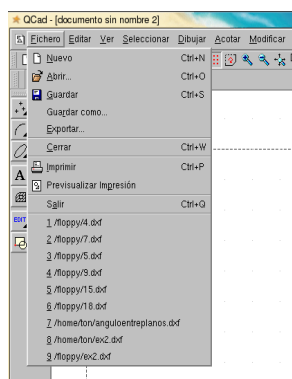 QCad - [documento sin nombre 2]
Fichero Editar Ver Seleccionar Dibujar Acotar Modificar
Nuevo Ctrl+N
Abrir... Ctrl+O
Guardar Ctrl+S
Guardar como...
Exportar...
Cerrar Ctrl+W
Imprimir Ctrl+P
Previsualizar Impresión
Salir Ctrl+Q
1 /floppy/4.dxf
2 /floppy/7.dxf
3 /floppy/5.dxf
4 /floppy/9.dxf
5 /floppy/15.dxf
6 /floppy/18.dxf
7 /home/ton/anguloentreplanos.dxf
8 /home/ton/ex2.dxf
9 /floppy/ex2.dxf
A
EDIT